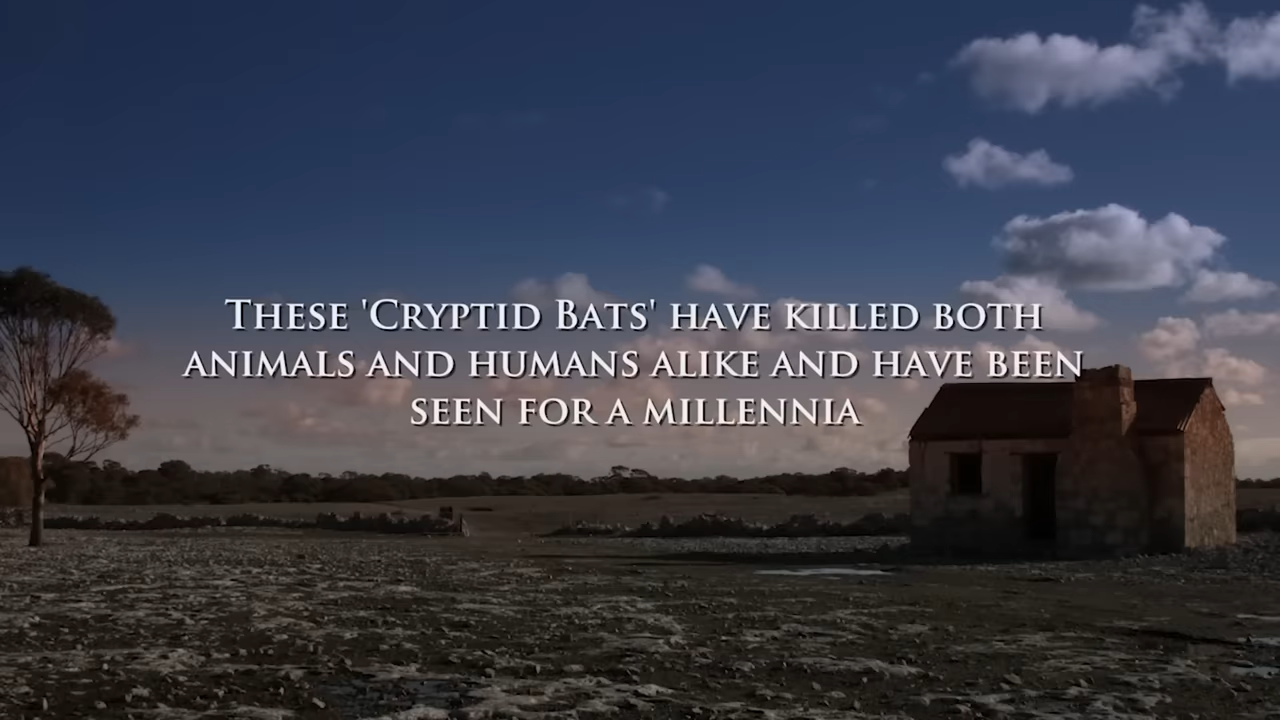 These 'Cryptid Bats' have killed both
animals and humans alike and have been
seen for a millennia